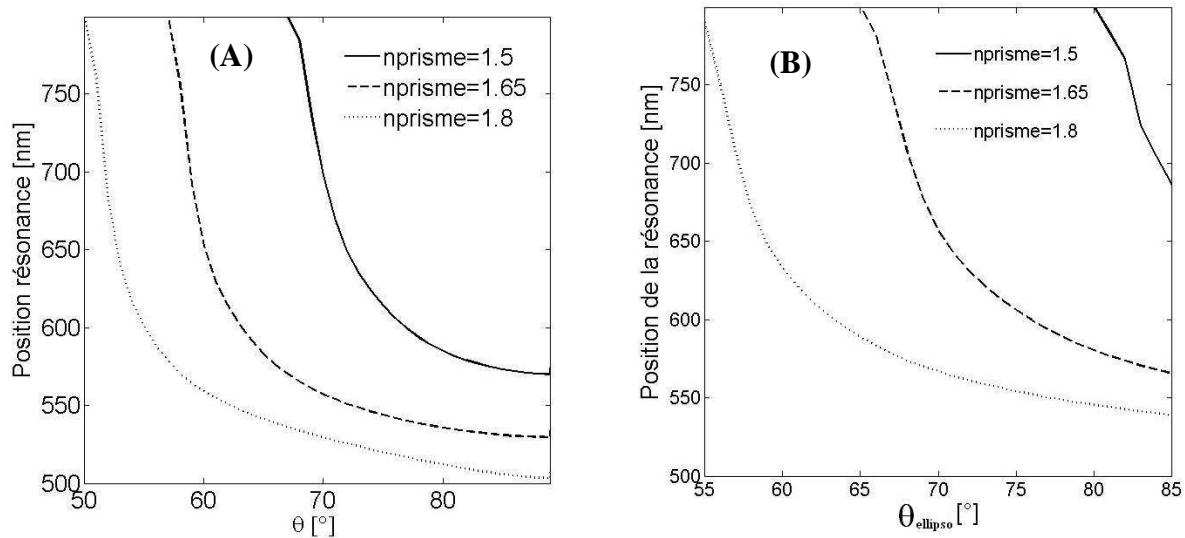 (A)
nprisme=1.5
nprisme=1.65
nprisme=1.8
Position résonance [nm]
750
700
650
600
550
500
50
60
70
80
θ [°]
(B)
nprisme=1.5
nprisme=1.65
nprisme=1.8
Position de la résonance [nm]
750
700
650
600
550
500
55
60
65
70
75
80
85
θellipso [°]